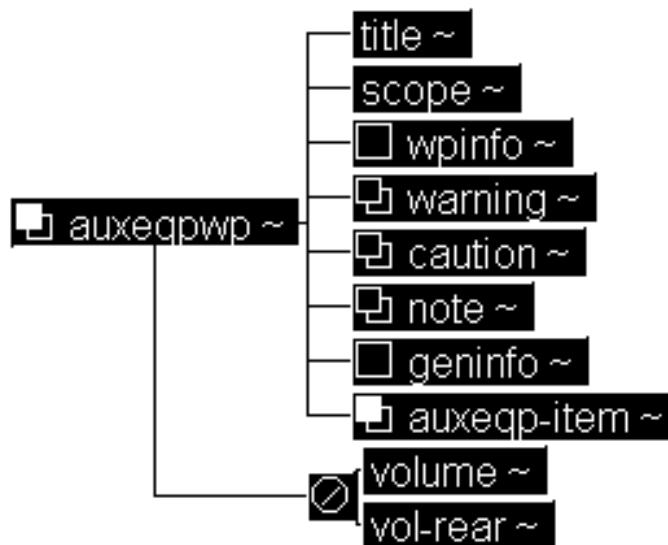 title ~
scope ~
wpinfo ~
warning ~
auxeqpwp ~
caution ~
note ~
geninfo ~
auxeqp-item ~
volume ~
vol-rear ~